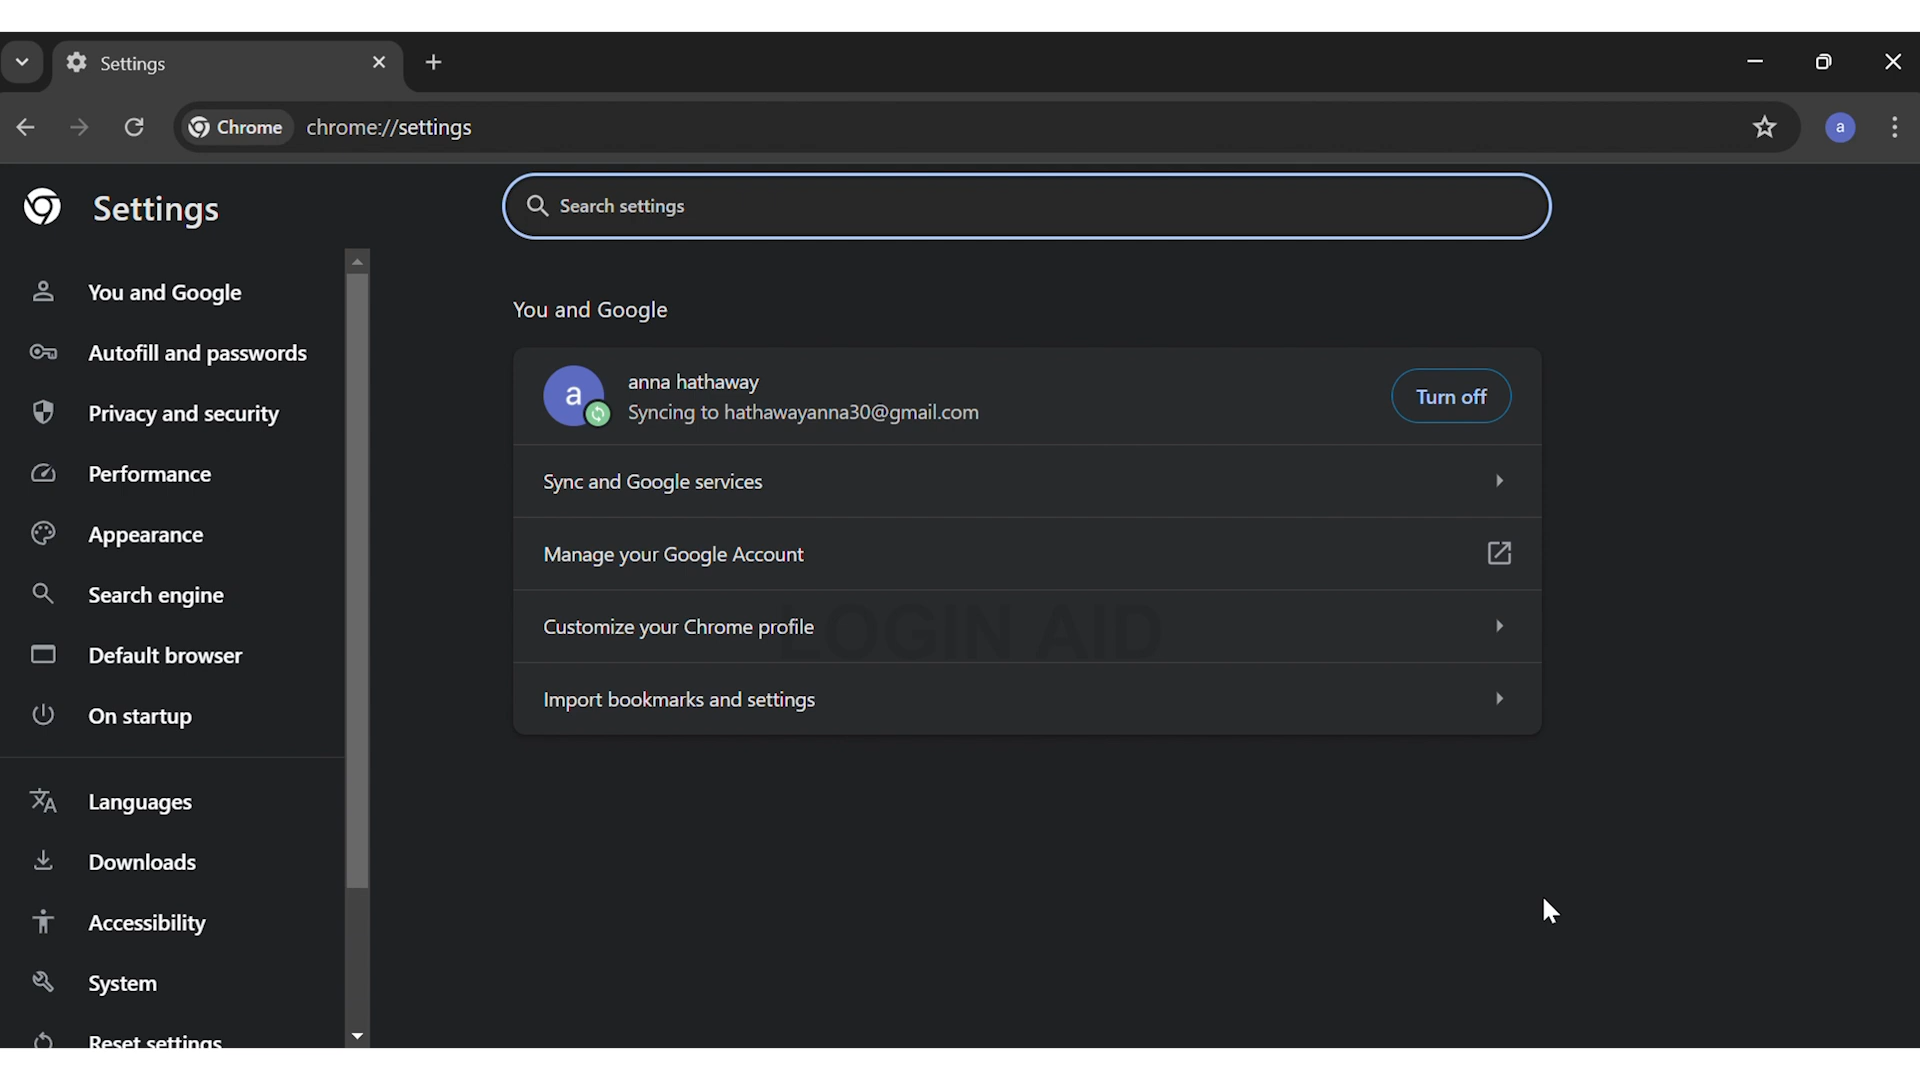 Settings
Chrome chrome://settings
a
Settings
Search settings
You and Google
Autofill and passwords
Privacy and security
Performance
Appearance
Search engine
Default browser
On startup
Languages
Downloads
Accessibility
System
Reset settings
You and Google
a
anna hathaway
Syncing to hathawayanna30@gmail.com
Turn off
Sync and Google services
Manage your Google Account
Customize your Chrome profile
LOGIN AID
Import bookmarks and settings